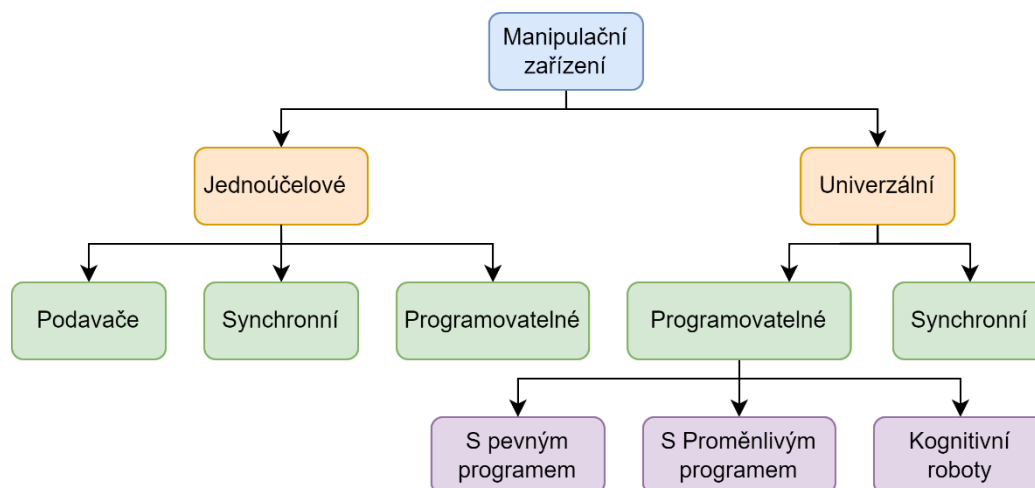 Manipulační
zařízení
Jednoúčelové
Univerzální
Podavače
Synchronní
Programovatelné
Programovatelné
Synchronní
S pevným
programem
S Proměnlivým
programem
Kognitivní
roboty